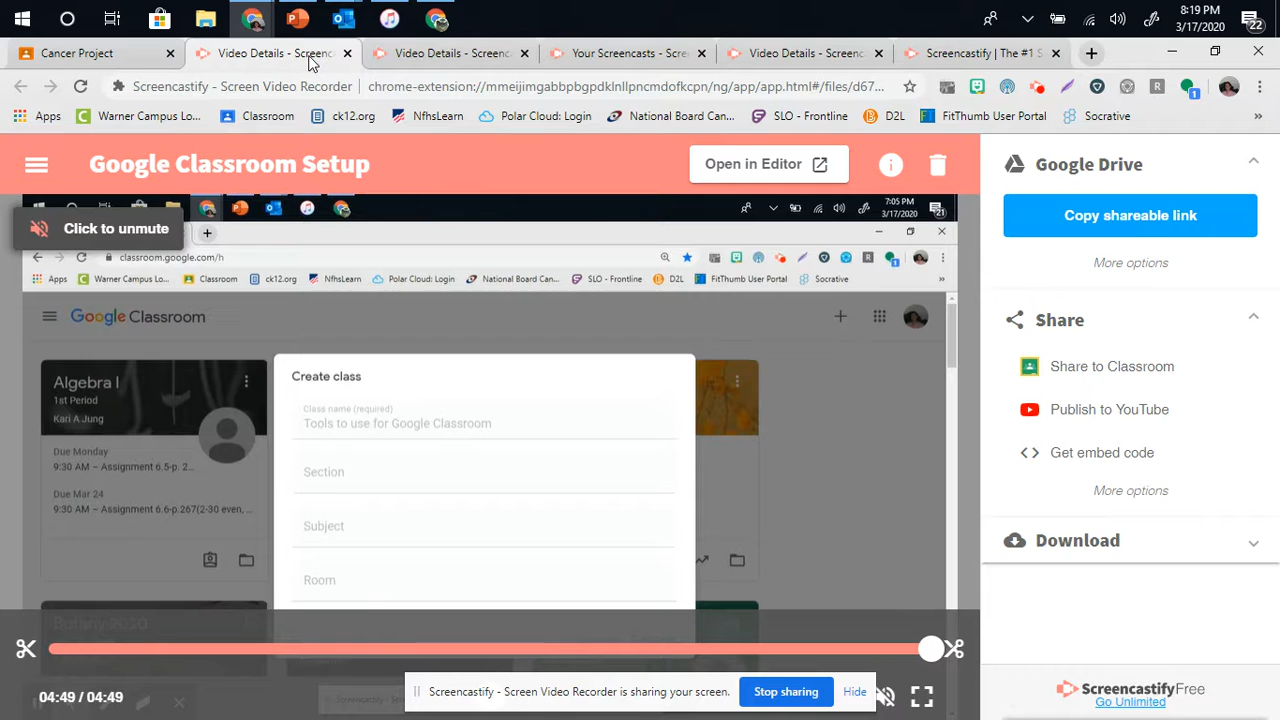 8:19 PM
3/17/2020
22
Cancer Project
Video Details - Screenc
Video Details - Screenc
Your Screencasts - Scre
Video Details - Screenc
Screencastify | The #1 S
Screencastify - Screen Video Recorder
chrome-extension://mmeijimgabbpbgpdklnllpncmdofkcpn/ng/app/app.html#/files/d67...
Apps
Warner Campus Lo...
Classroom
ck12.org
NfhsLearn
Polar Cloud: Login
National Board Can...
SLO - Frontline
D2L
FitThumb User Portal
Socrative
»
Google Classroom Setup
Open in Editor
Google Drive
Copy shareable link
More options
Share
Share to Classroom
Publish to YouTube
Get embed code
More options
Download
ScreencastifyFree
Go Unlimited
7:05 PM
3/17/2020
21
Click to unmute
classroom.google.com/h
Apps
Warner Campus Lo...
Classroom
ck12.org
NfhsLearn
Polar Cloud: Login
National Board Can...
SLO - Frontline
D2L
FitThumb User Portal
Socrative
»
Google Classroom
Algebra I
1st Period
Kari A Jung
Due Monday
9:30 AM – Assignment 6.5-p. 2...
Due Mar 24
9:30 AM – Assignment 6.6-p.267(2-30 even,...
Botany 2020
Create class
Class name (required)
Tools to use for Google Classroom
Section
Subject
Room
04:49 / 04:49
Screencastify - Screen Video Recorder is sharing your screen.
Stop sharing
Hide